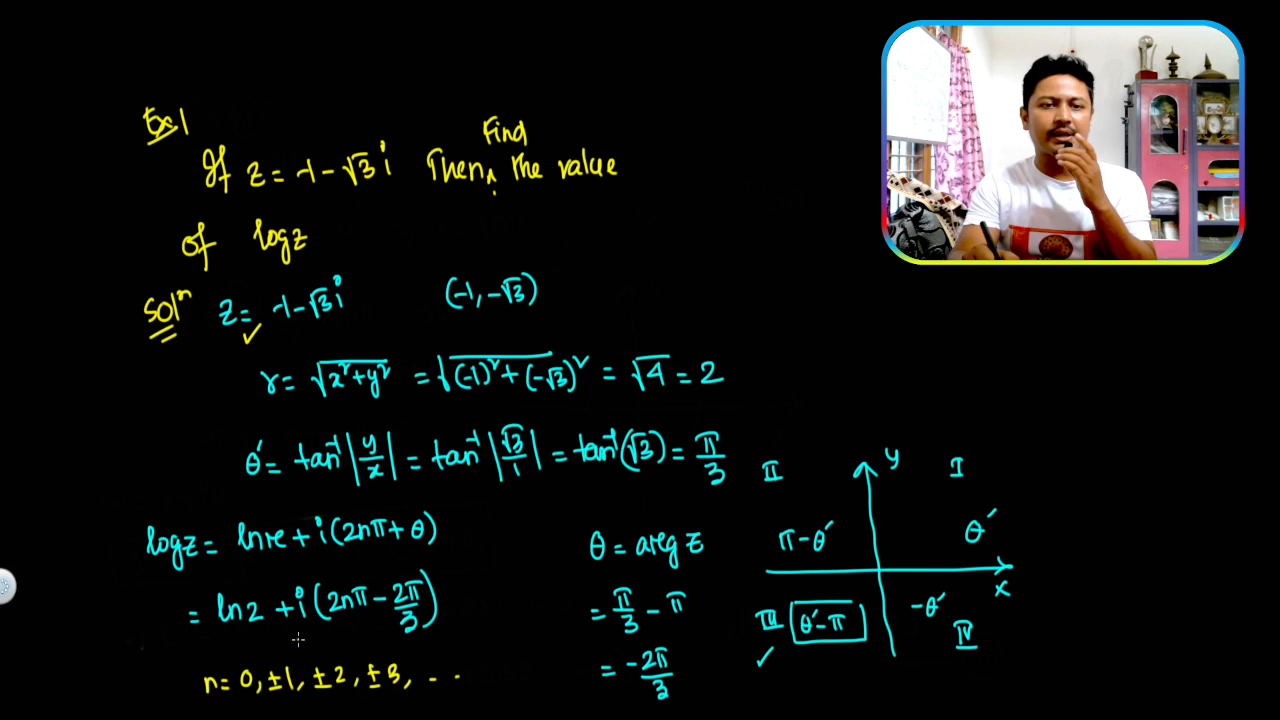 Ex1
Find
If z = -1 - √3 i Then ∧ the value
of log z
Solⁿ z = -1 - √3 i (-1, -√3)
r = √(x² + y²) = √((-1)² + (-√3)²) = √4 = 2
θ' = tan⁻¹ |y/x| = tan⁻¹ |√3/1| = tan⁻¹ (√3) = π/3
II y I
log z = ln r + i (2nπ + θ) θ = arg z π - θ' θ'
x
= ln 2 + i (2nπ - 2π/3) = π/3 - π III θ' - π -θ' IV
n = 0, ±1, ±2, ±3, ... = -2π/3